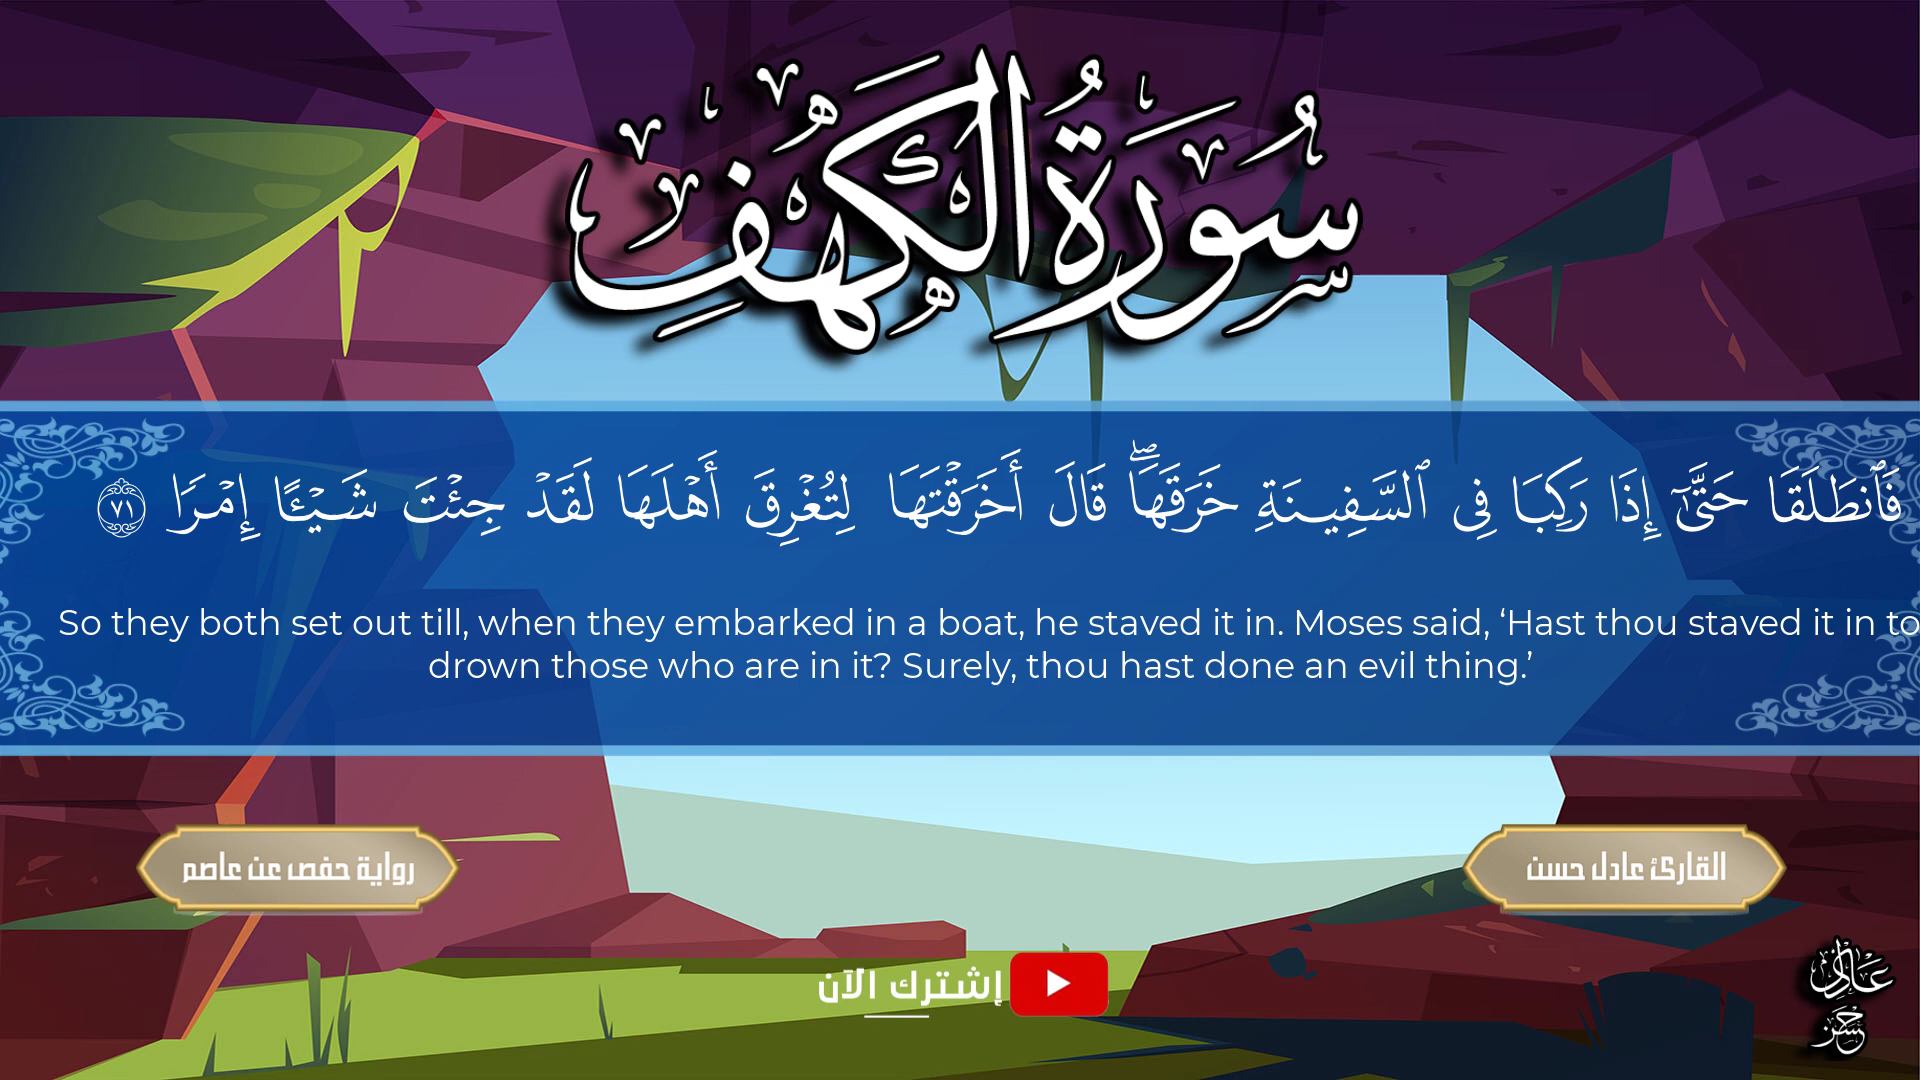 سُورَةُ الْكَهْفِ
فَٱنطَلَقَا حَتَّىٰٓ إِذَا رَكِبَا فِى ٱلسَّفِينَةِ خَرَقَهَاۖ قَالَ أَخَرَقْتَهَا لِتُغْرِقَ أَهْلَهَا لَقَدْ جِئْتَ شَيْـًٔا إِمْرًا ٧١
So they both set out till, when they embarked in a boat, he staved it in. Moses said, ‘Hast thou staved it in to
drown those who are in it? Surely, thou hast done an evil thing.’
القارئ عادل حسن
رواية حفص عن عاصم
إشترك الآن
عادل
حسن